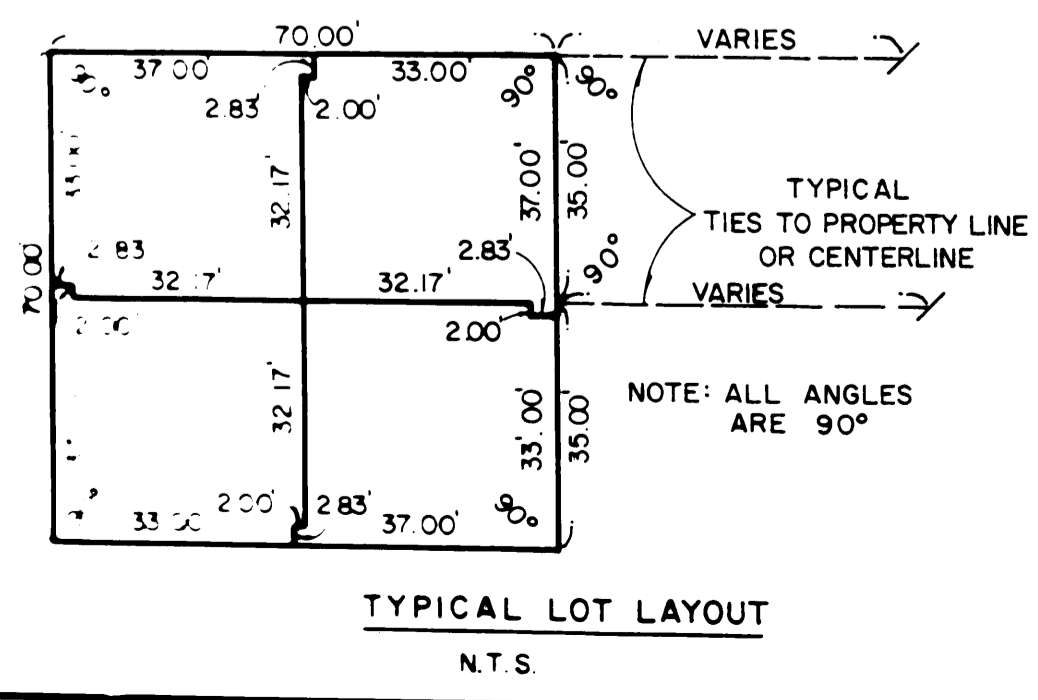 70.00'
VARIES
37 00'
33.00'
90°
90°
2.83'
2.00'
32.17'
37.00'
35.00'
TYPICAL
TIES TO PROPERTY LINE
OR CENTERLINE
2 83
2.83'
90°
70 00'
32.17'
VARIES
2.00'
32 17'
33.00'
35.00'
NOTE: ALL ANGLES
ARE 90°
2.00'
2.83'
90°
37.00'
TYPICAL LOT LAYOUT
N.T.S.